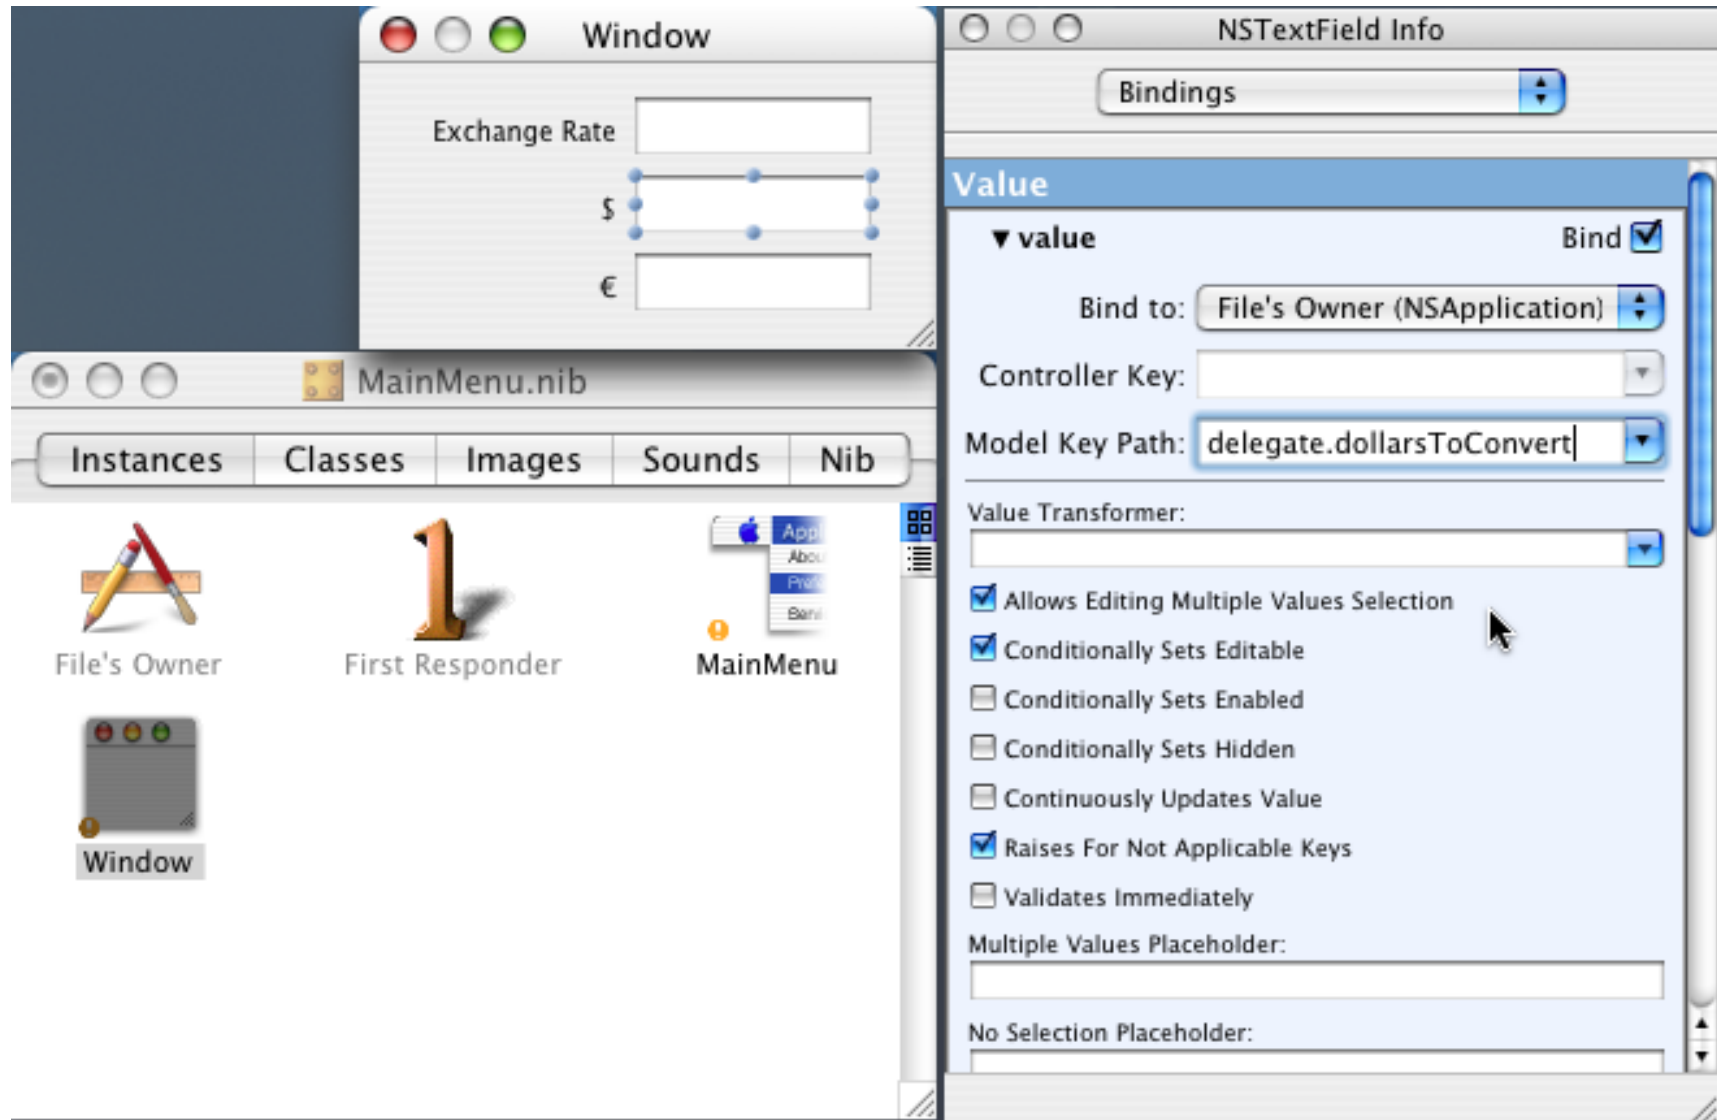 Window
Exchange Rate
$
€
MainMenu.nib
Instances
Classes
Images
Sounds
Nib
File's Owner
First Responder
1
MainMenu
Window
NSTextField Info
Bindings
Value
▼ value
Bind
Bind to:
File's Owner (NSApplication)
Controller Key:
Model Key Path:
delegate.dollarsToConvert
Value Transformer:
Allows Editing Multiple Values Selection
Conditionally Sets Editable
Conditionally Sets Enabled
Conditionally Sets Hidden
Continuously Updates Value
Raises For Not Applicable Keys
Validates Immediately
Multiple Values Placeholder:
No Selection Placeholder: